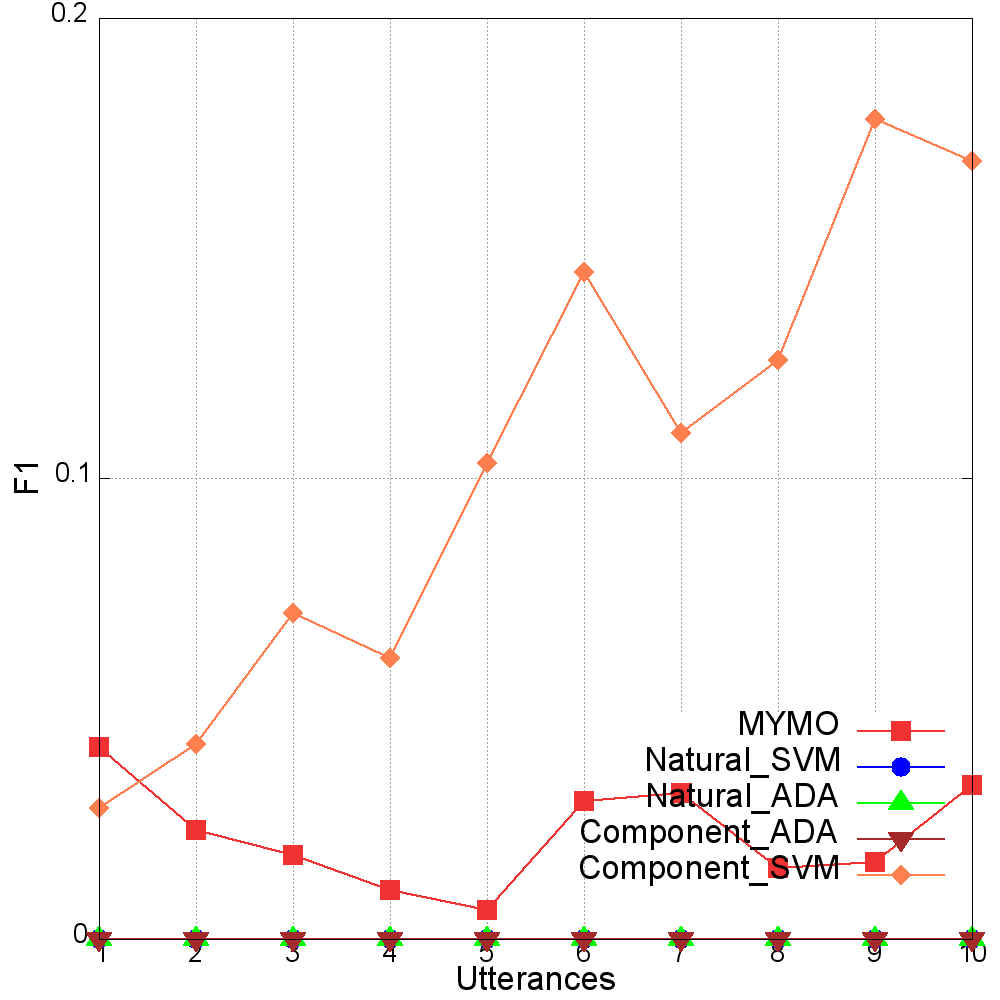 0.2
0.1
0
F1
1 2 3 4 5 6 7 8 9 10
Utterances
MYMO
Natural_SVM
Natural_ADA
Component_ADA
Component_SVM